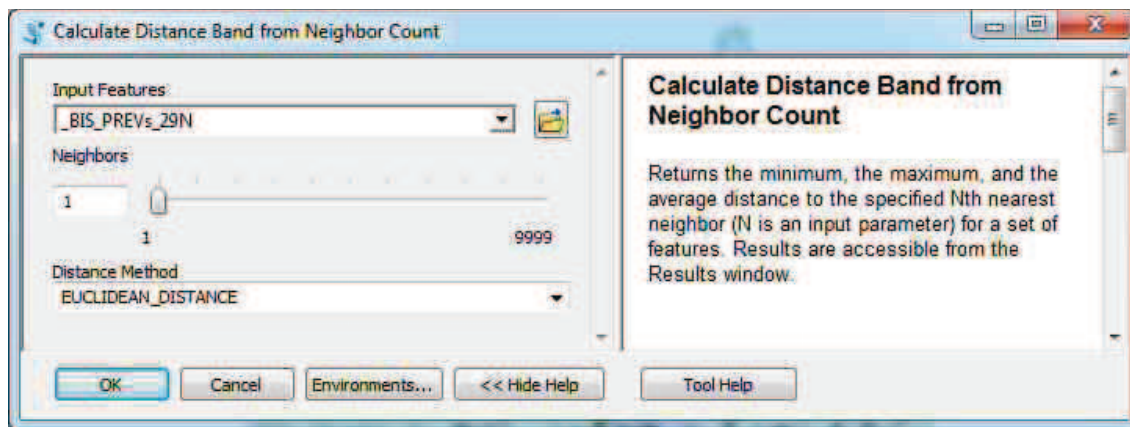 Calculate Distance Band from Neighbor Count
Input Features
_BIS_PREVs_29N
Neighbors
1
1 9999
Distance Method
EUCLIDEAN_DISTANCE
Calculate Distance Band from
Neighbor Count
Returns the minimum, the maximum, and the
average distance to the specified Nth nearest
neighbor (N is an input parameter) for a set of
features. Results are accessible from the
Results window.
OK Cancel Environments... << Hide Help Tool Help